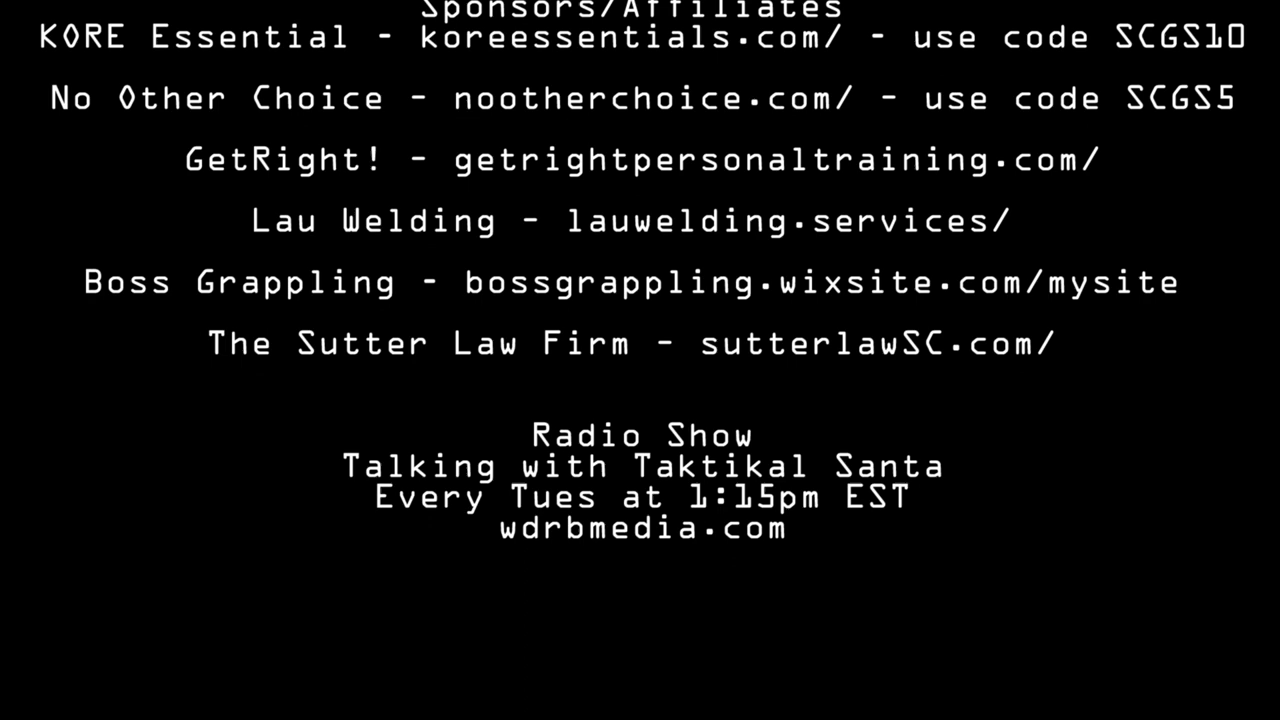 Sponsors/Affiliates
KORE Essential - koreessentials.com/ - use code SCGS10
No Other Choice - nootherchoice.com/ - use code SCGS5
GetRight! - getrightpersonaltraining.com/
Lau Welding - lauwelding.services/
Boss Grappling - bossgrappling.wixsite.com/mysite
The Sutter Law Firm - sutterlawSC.com/
Radio Show
Talking with Taktikal Santa
Every Tues at 1:15pm EST
wdrbmedia.com